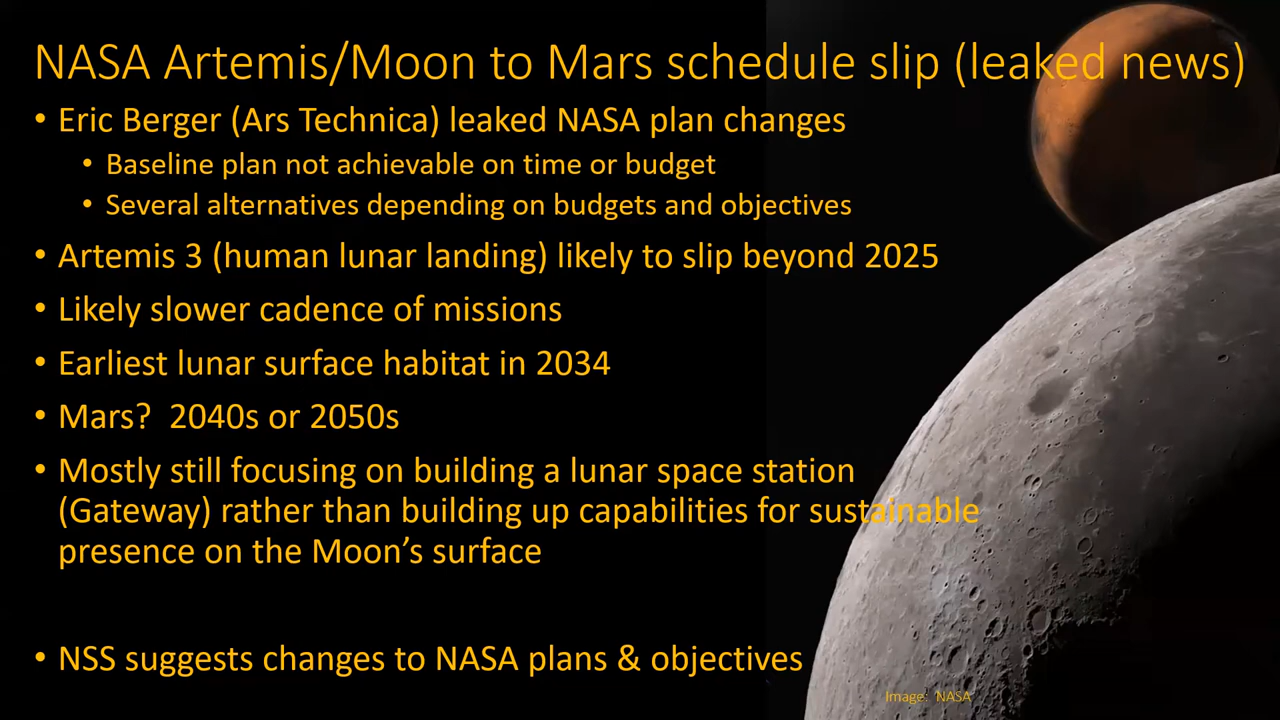 NASA Artemis/Moon to Mars schedule slip (leaked news)
• Eric Berger (Ars Technica) leaked NASA plan changes
• Baseline plan not achievable on time or budget
• Several alternatives depending on budgets and objectives
• Artemis 3 (human lunar landing) likely to slip beyond 2025
• Likely slower cadence of missions
• Earliest lunar surface habitat in 2034
• Mars?  2040s or 2050s
• Mostly still focusing on building a lunar space station
(Gateway) rather than building up capabilities for sustainable
presence on the Moon’s surface
• NSS suggests changes to NASA plans & objectives
Image:  NASA